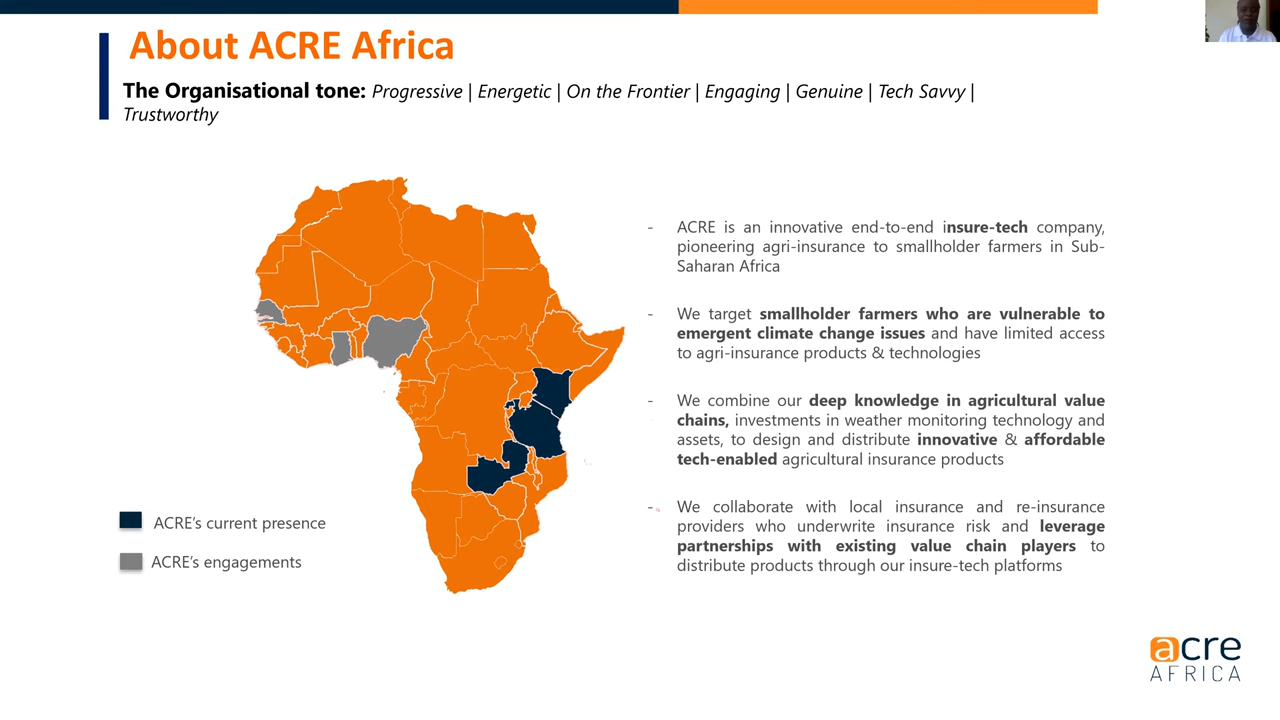 About ACRE Africa
The Organisational tone: Progressive | Energetic | On the Frontier | Engaging | Genuine | Tech Savvy |
Trustworthy
- ACRE is an innovative end-to-end insure-tech company,
pioneering agri-insurance to smallholder farmers in Sub-
Saharan Africa
- We target smallholder farmers who are vulnerable to
emergent climate change issues and have limited access
to agri-insurance products & technologies
- We combine our deep knowledge in agricultural value
chains, investments in weather monitoring technology and
assets, to design and distribute innovative & affordable
tech-enabled agricultural insurance products
- We collaborate with local insurance and re-insurance
providers who underwrite insurance risk and leverage
partnerships with existing value chain players to
distribute products through our insure-tech platforms
ACRE's current presence
ACRE's engagements
acre
AFRICA